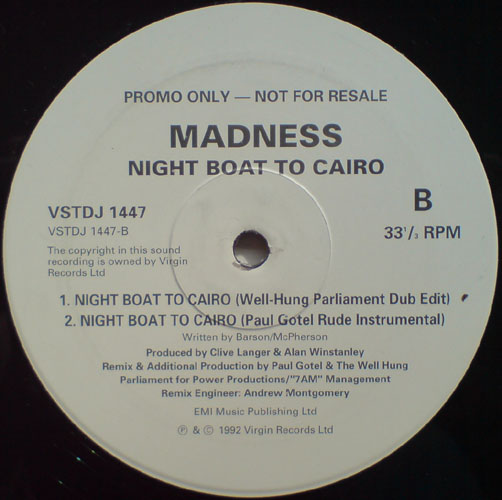 PROMO ONLY — NOT FOR RESALE
MADNESS
NIGHT BOAT TO CAIRO
VSTDJ 1447
B
VSTDJ 1447-B
33⅓ RPM
The copyright in this sound
recording is owned by Virgin
Records Ltd
1. NIGHT BOAT TO CAIRO (Well-Hung Parliament Dub Edit)
2. NIGHT BOAT TO CAIRO (Paul Gotel Rude Instrumental)
Written by Barson/McPherson
Produced by Clive Langer & Alan Winstanley
Remix & Additional Production by Paul Gotel & The Well Hung
Parliament for Power Productions/"7AM" Management
Remix Engineer: Andrew Montgomery
EMI Music Publishing Ltd
℗ & © 1992 Virgin Records Ltd